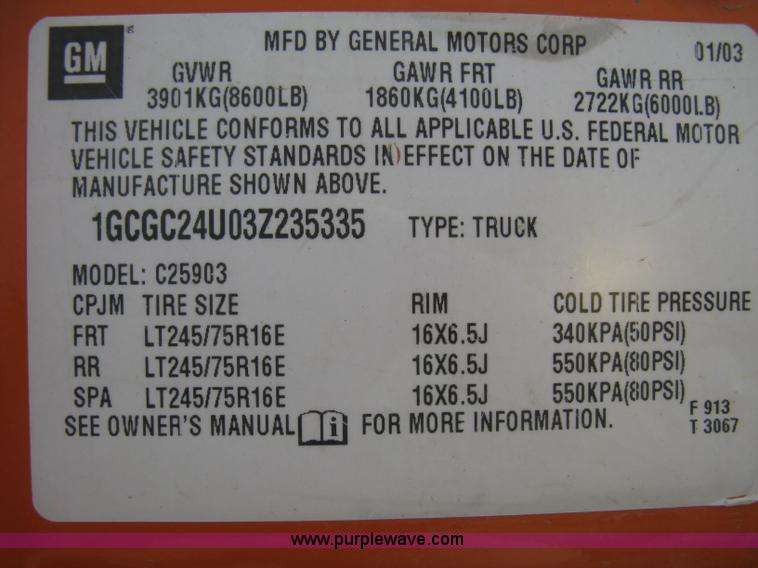 GM ® MFD BY GENERAL MOTORS CORP 01/03
GVWR GAWR FRT GAWR RR
3901KG(8600LB) 1860KG(4100LB) 2722KG(6000LB)
THIS VEHICLE CONFORMS TO ALL APPLICABLE U.S. FEDERAL MOTOR
VEHICLE SAFETY STANDARDS IN EFFECT ON THE DATE OF
MANUFACTURE SHOWN ABOVE.
1GCGC24U03Z235335 TYPE: TRUCK
MODEL: C25903
CPJM TIRE SIZE RIM COLD TIRE PRESSURE
FRT LT245/75R16E 16X6.5J 340KPA(50PSI)
RR LT245/75R16E 16X6.5J 550KPA(80PSI)
SPA LT245/75R16E 16X6.5J 550KPA(80PSI)
SEE OWNER'S MANUAL i FOR MORE INFORMATION.
F 913
T 3067
www.purplewave.com